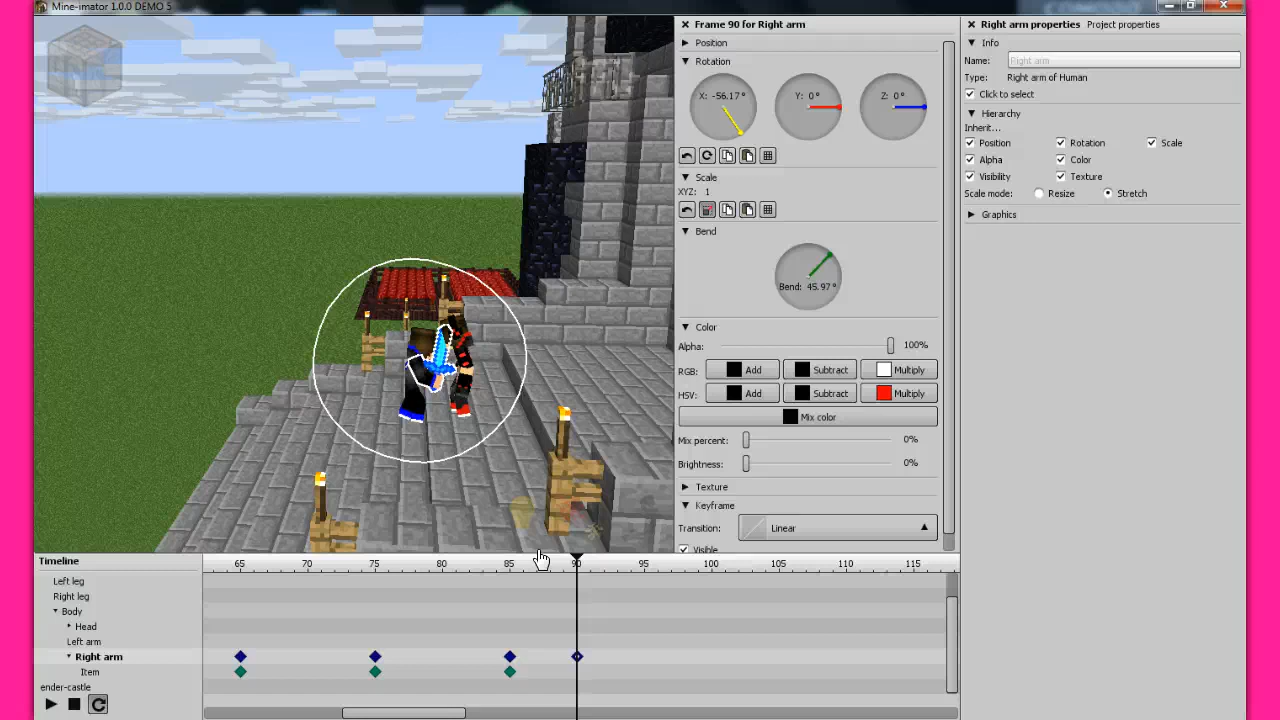 Mine-imator 1.0.0 DEMO 5
Frame 90 for Right arm
Position
Rotation
X: -56.17°
Y: 0°
Z: 0°
Scale
XYZ: 1
Bend
Bend: 45.97°
Color
Alpha:
100%
RGB:
Add
Subtract
Multiply
HSV:
Add
Subtract
Multiply
Mix color
Mix percent:
0%
Brightness:
0%
Texture
Keyframe
Transition:
Linear
Visible
Right arm properties
Project properties
Info
Name:
Right arm
Type:
Right arm of Human
Click to select
Hierarchy
Inherit...
Position
Rotation
Scale
Alpha
Color
Visibility
Texture
Scale mode:
Resize
Stretch
Graphics
Timeline
65
75
80
85
90
95
100
105
110
115
Left leg
Right leg
Body
Head
Left arm
Right arm
Item
ender-castle